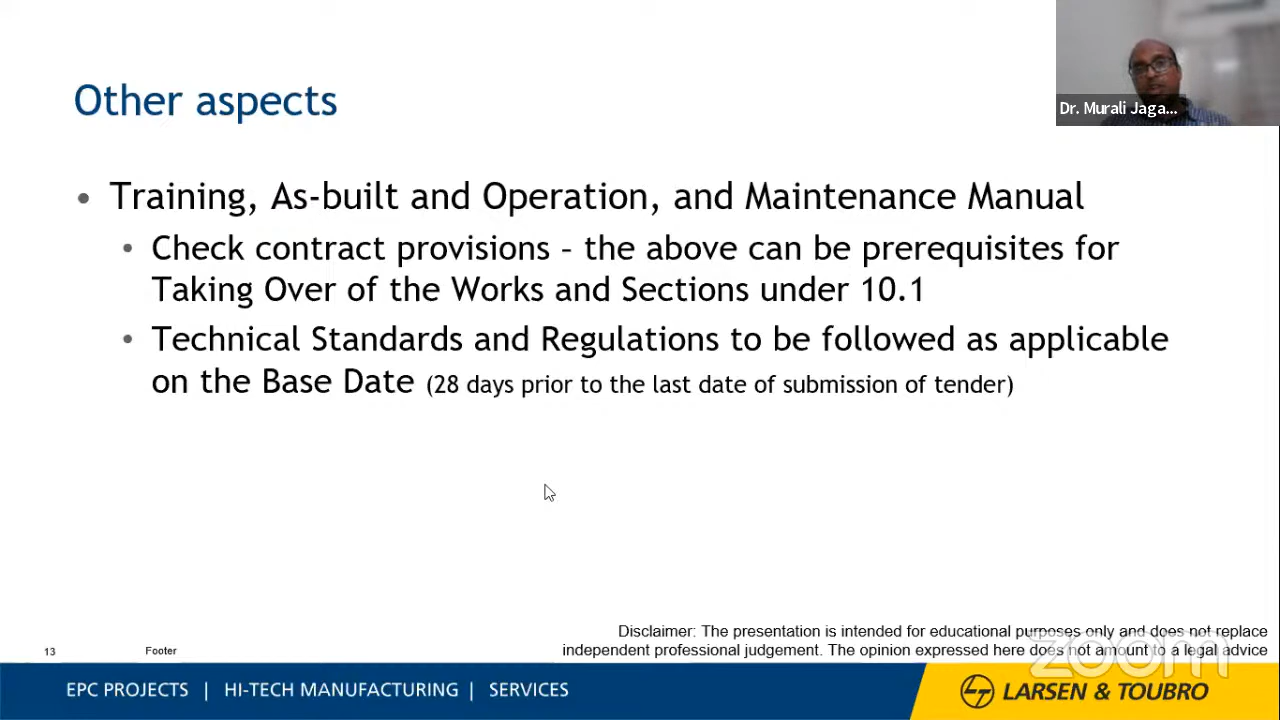 Dr. Murali Jaga...
Other aspects
• Training, As-built and Operation, and Maintenance Manual
• Check contract provisions – the above can be prerequisites for
Taking Over of the Works and Sections under 10.1
• Technical Standards and Regulations to be followed as applicable
on the Base Date (28 days prior to the last date of submission of tender)
Disclaimer: The presentation is intended for educational purposes only and does not replace
independent professional judgement. The opinion expressed here does not amount to a legal advice
zoom
13 Footer
EPC PROJECTS | HI-TECH MANUFACTURING | SERVICES
LARSEN & TOUBRO